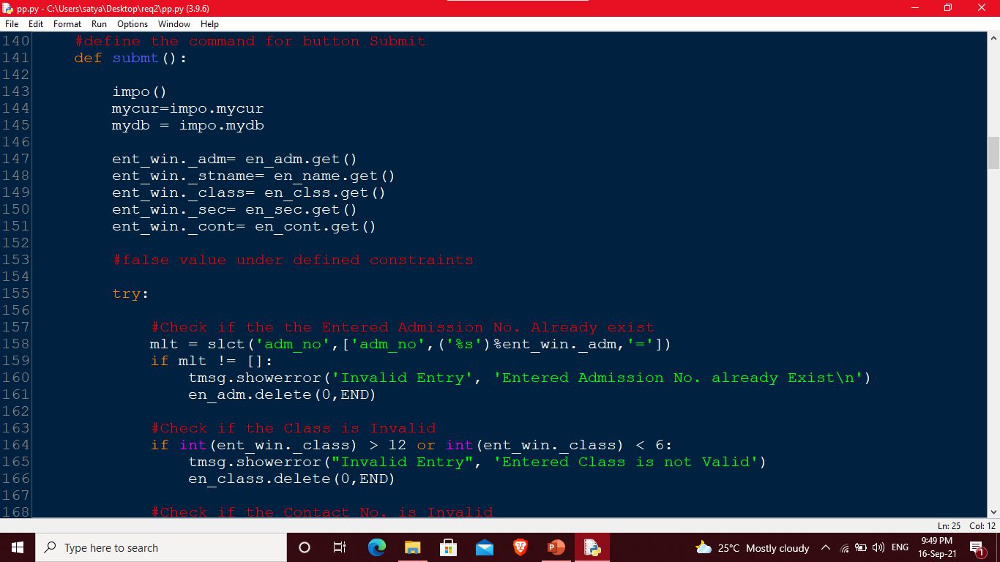 pp.py - C:\Users\satya\Desktop\req2\pp.py (3.9.6)
File Edit Format Run Options Window Help
140     #define the command for button Submit
141     def submt():
142
143         impo()
144         mycur=impo.mycur
145         mydb = impo.mydb
146
147         ent_win._adm= en_adm.get()
148         ent_win._stname= en_name.get()
149         ent_win._class= en_clss.get()
150         ent_win._sec= en_sec.get()
151         ent_win._cont= en_cont.get()
152
153         #false value under defined constraints
154
155         try:
156
157             #Check if the the Entered Admission No. Already exist
158             mlt = slct('adm_no',['adm_no',('%s')%ent_win._adm,'='])
159             if mlt != []:
160                 tmsg.showerror('Invalid Entry', 'Entered Admission No. already Exist\n')
161                 en_adm.delete(0,END)
162
163             #Check if the Class is Invalid
164             if int(ent_win._class) > 12 or int(ent_win._class) < 6:
165                 tmsg.showerror("Invalid Entry", 'Entered Class is not Valid')
166                 en_class.delete(0,END)
167
168             #Check if the Contact No. is Invalid
Ln: 25 Col: 12
Type here to search
25°C Mostly cloudy
ENG
9:49 PM
16-Sep-21
1